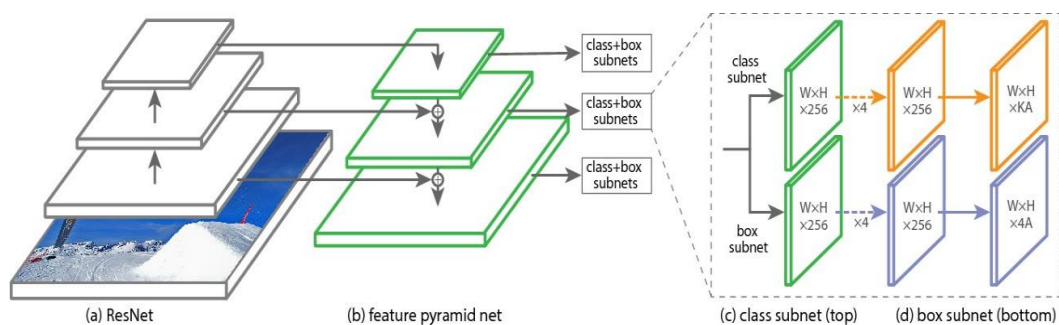 class+box
subnets
class+box
subnets
class+box
subnets
class
subnet
W×H
×256
×4
W×H
×256
W×H
×KA
box
subnet
W×H
×256
×4
W×H
×256
W×H
×4A
(a) ResNet
(b) feature pyramid net
(c) class subnet (top)
(d) box subnet (bottom)